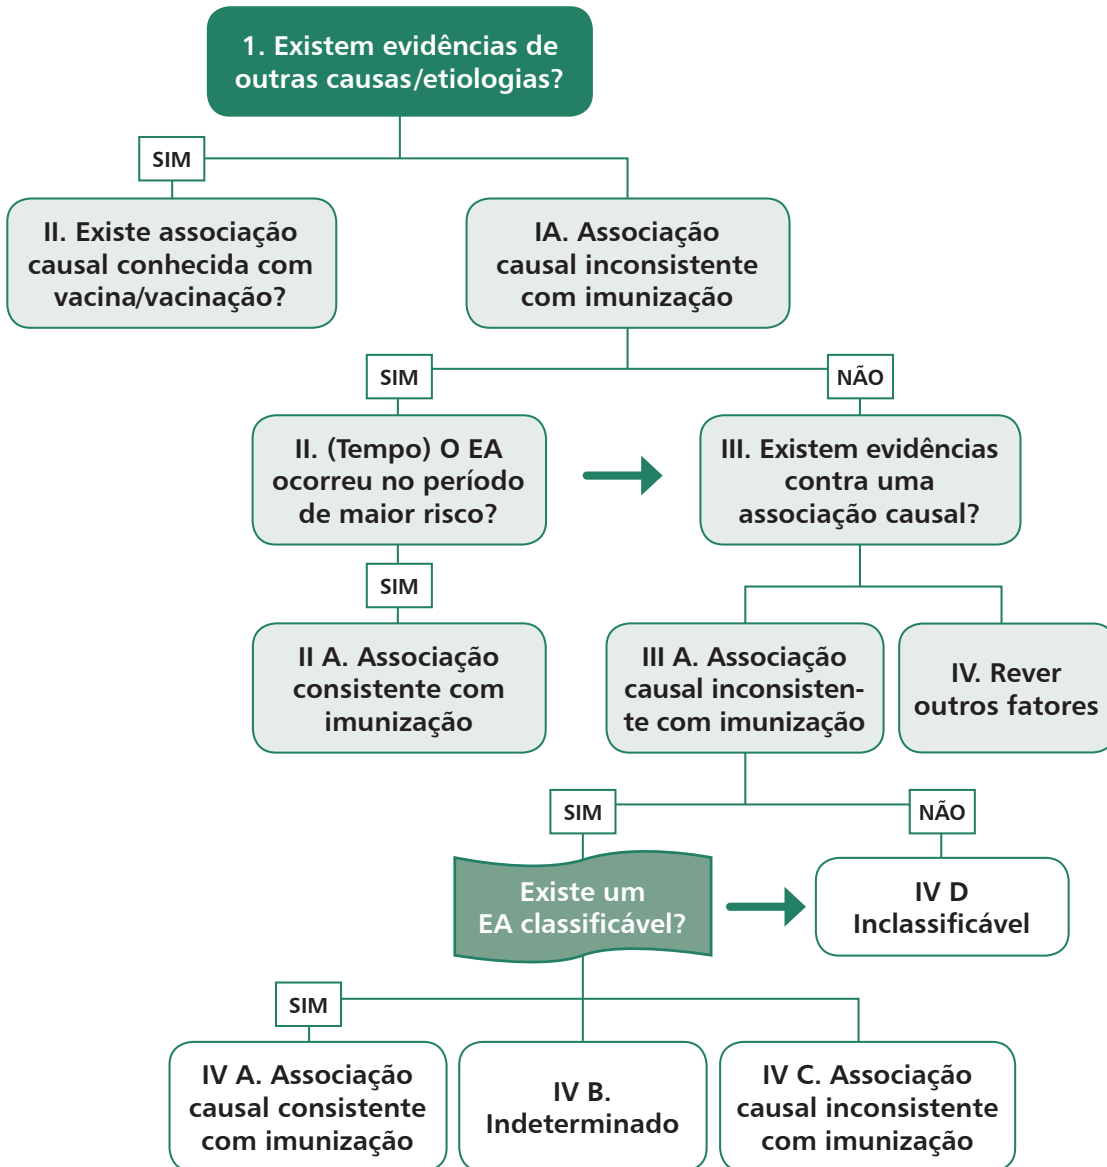 1. Existem evidências de
outras causas/etiologias?
SIM
II. Existe associação
causal conhecida com
vacina/vacinação?
IA. Associação
causal inconsistente
com imunização
SIM
NÃO
II. (Tempo) O EA
ocorreu no período
de maior risco?
III. Existem evidências
contra uma
associação causal?
SIM
II A. Associação
consistente com
imunização
III A. Associação
causal inconsisten-
te com imunização
IV. Rever
outros fatores
SIM
NÃO
Existe um
EA classificável?
IV D
Inclassificável
SIM
IV A. Associação
causal consistente
com imunização
IV B.
Indeterminado
IV C. Associação
causal inconsistente
com imunização